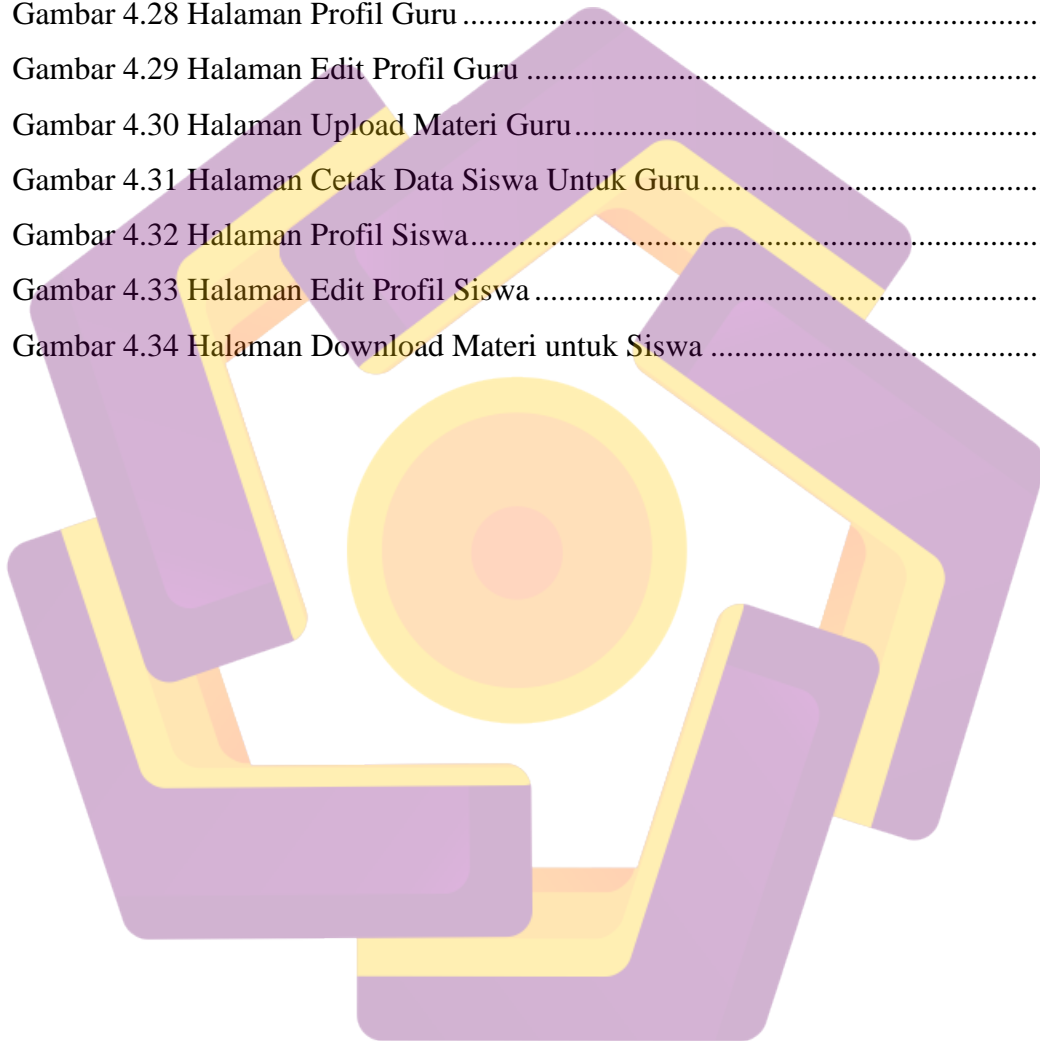 Gambar 4.28 Halaman Profil Guru ........................................................................
Gambar 4.29 Halaman Edit Profil Guru ................................................................
Gambar 4.30 Halaman Upload Materi Guru..........................................................
Gambar 4.31 Halaman Cetak Data Siswa Untuk Guru..........................................
Gambar 4.32 Halaman Profil Siswa.......................................................................
Gambar 4.33 Halaman Edit Profil Siswa ...............................................................
Gambar 4.34 Halaman Download Materi untuk Siswa .........................................